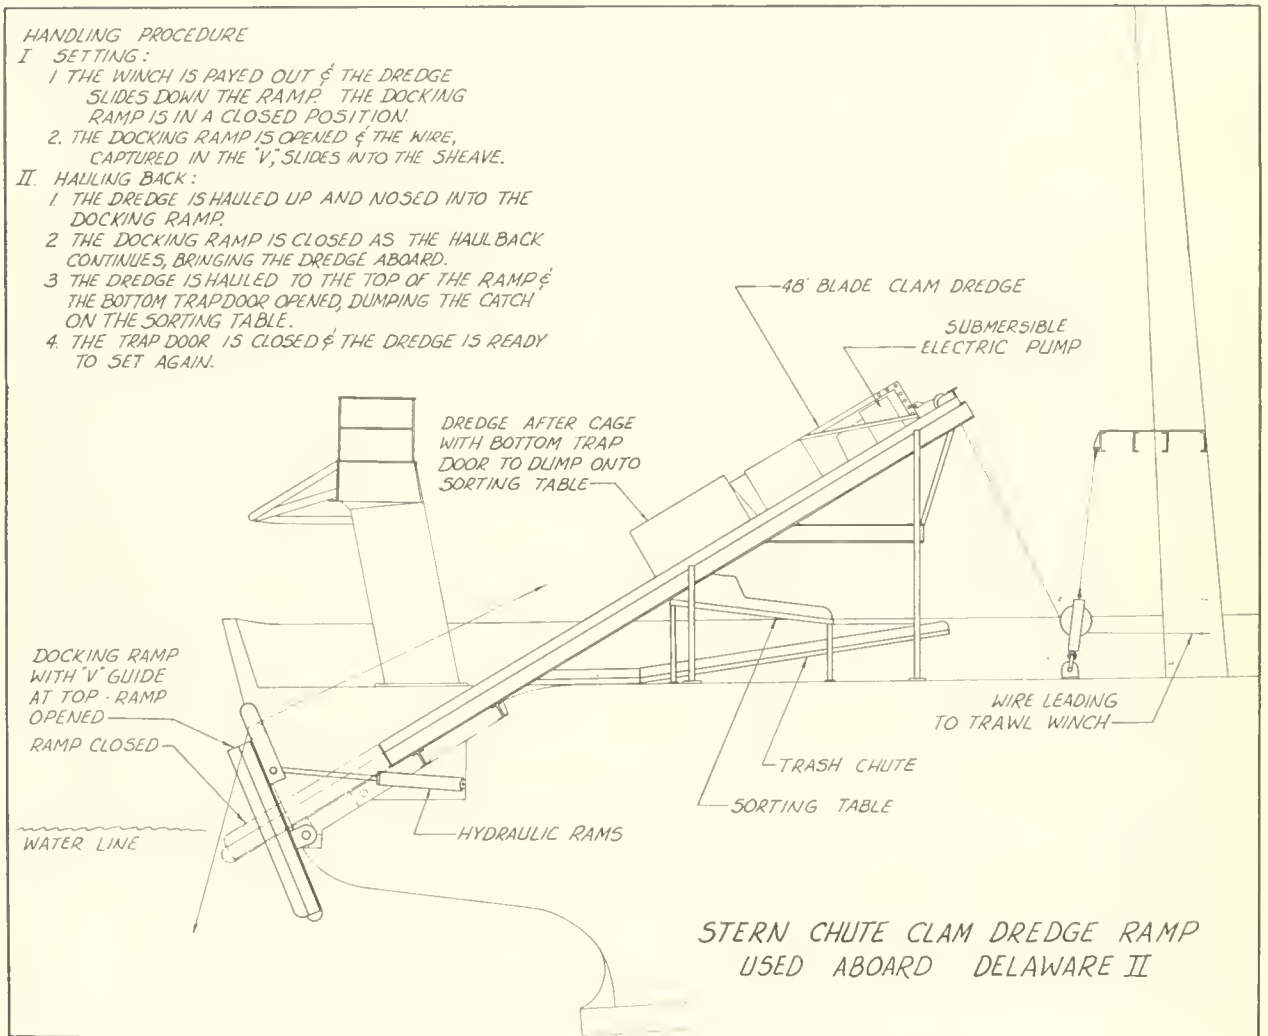 HANDLING PROCEDURE
I SETTING:
1 THE WINCH IS PAYED OUT & THE DREDGE
SLIDES DOWN THE RAMP. THE DOCKING
RAMP IS IN A CLOSED POSITION.
2. THE DOCKING RAMP IS OPENED & THE WIRE,
CAPTURED IN THE "V," SLIDES INTO THE SHEAVE.
II. HAULING BACK:
1. THE DREDGE IS HAULED UP AND NOSED INTO THE
DOCKING RAMP.
2 THE DOCKING RAMP IS CLOSED AS THE HAULBACK
CONTINUES, BRINGING THE DREDGE ABOARD.
3 THE DREDGE IS HAULED TO THE TOP OF THE RAMP &
THE BOTTOM TRAPDOOR OPENED, DUMPING THE CATCH
ON THE SORTING TABLE.
4. THE TRAP DOOR IS CLOSED & THE DREDGE IS READY
TO SET AGAIN.
48" BLADE CLAM DREDGE
SUBMERSIBLE
ELECTRIC PUMP
DREDGE AFTER CAGE
WITH BOTTOM TRAP
DOOR TO DUMP ONTO
SORTING TABLE
DOCKING RAMP
WITH "V" GUIDE
AT TOP - RAMP
OPENED
RAMP CLOSED
WIRE LEADING
TO TRAWL WINCH
TRASH CHUTE
SORTING TABLE
HYDRAULIC RAMS
WATER LINE
STERN CHUTE CLAM DREDGE RAMP
USED ABOARD DELAWARE II